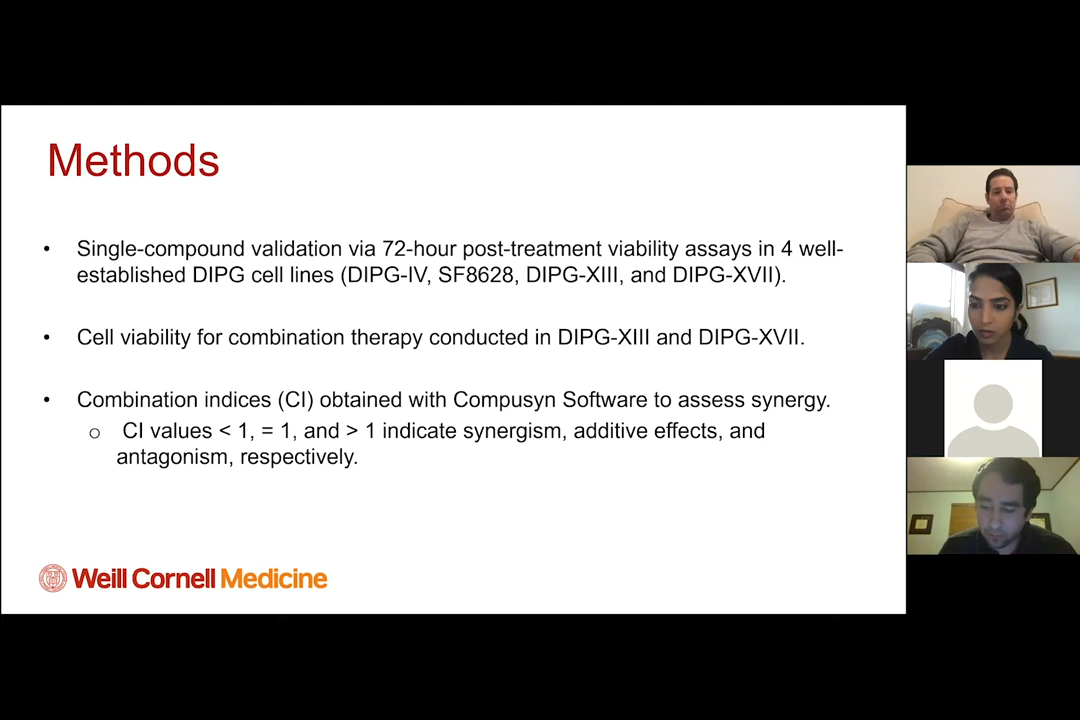 Methods
• Single-compound validation via 72-hour post-treatment viability assays in 4 well-
established DIPG cell lines (DIPG-IV, SF8628, DIPG-XIII, and DIPG-XVII).
• Cell viability for combination therapy conducted in DIPG-XIII and DIPG-XVII.
• Combination indices (CI) obtained with Compusyn Software to assess synergy.
o CI values < 1, = 1, and > 1 indicate synergism, additive effects, and
antagonism, respectively.
Weill Cornell Medicine